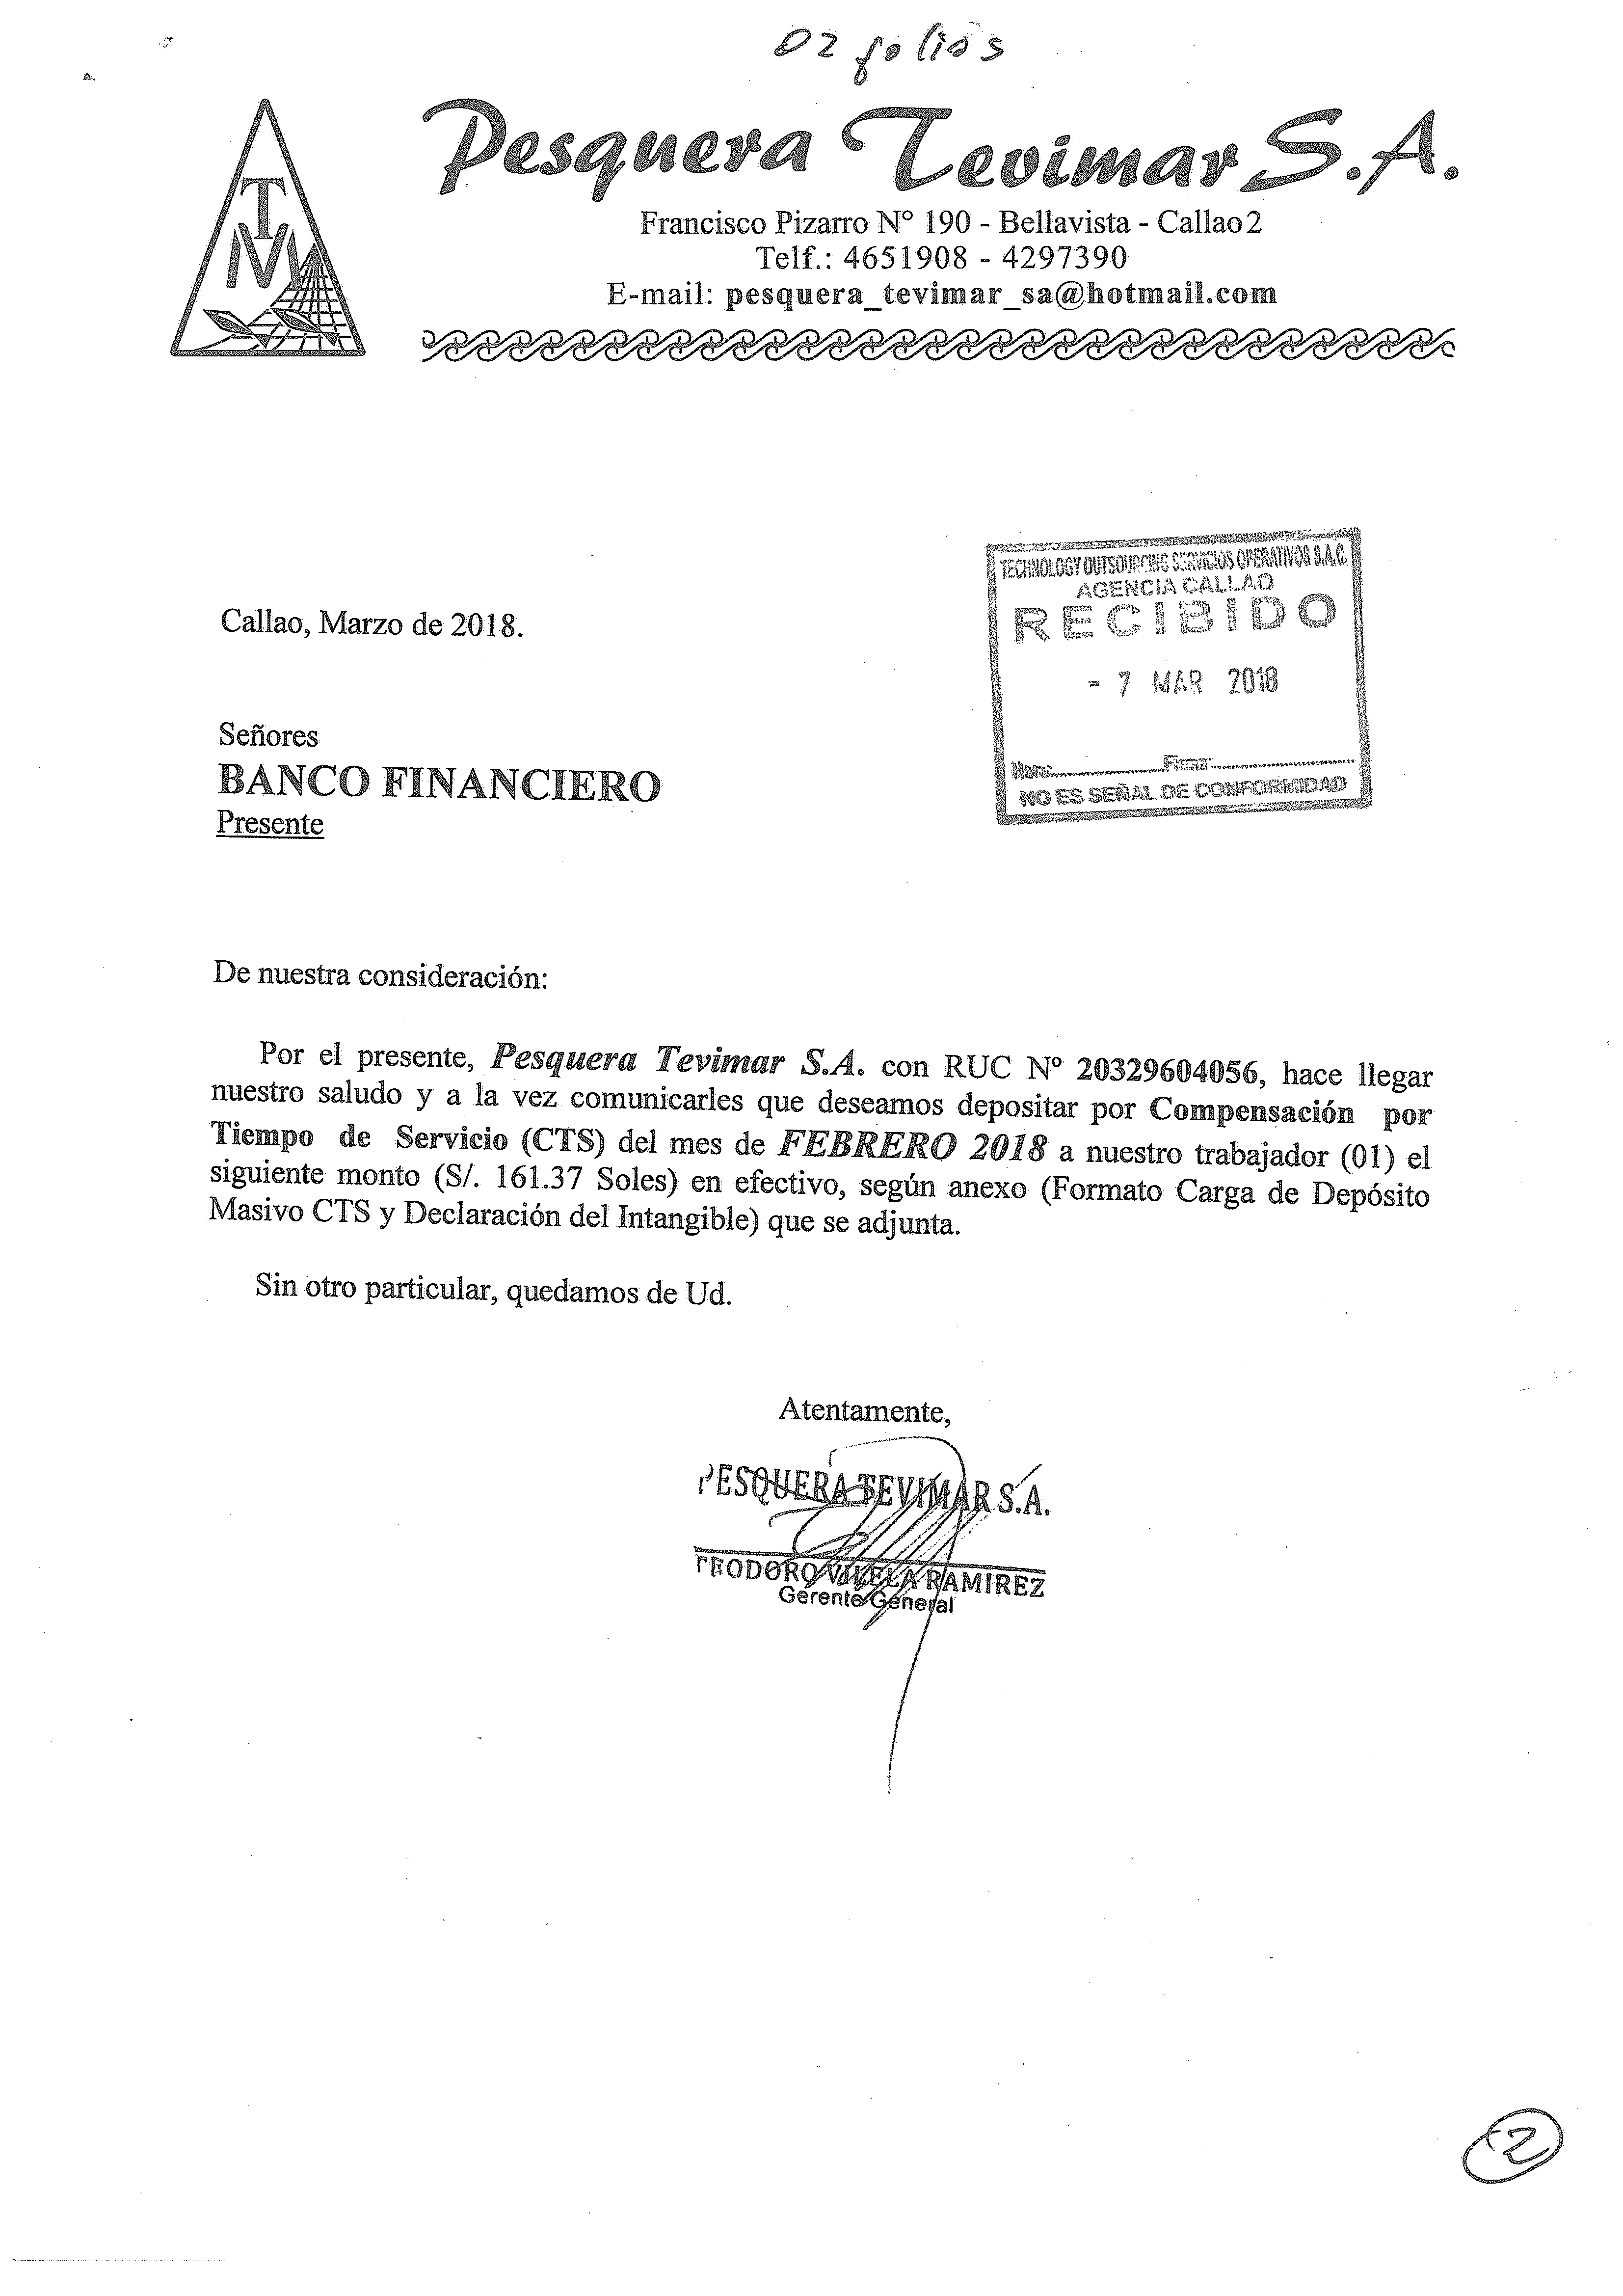 02 folios
TM
Pesquera Tevimar S.A.
Francisco Pizarro N° 190 - Bellavista - Callao 2
Telf.: 4651908 - 4297390
E-mail: pesquera_tevimar_sa@hotmail.com
TECHNOLOGY OUTSOURCING SERVICIOS OPERATIVOS S.A.C.
AGENCIA CALLAO
RECIBIDO
- 7 MAR 2018
Hora:............Firma:............
NO ES SEÑAL DE CONFORMIDAD
Callao, Marzo de 2018.
Señores
BANCO FINANCIERO
Presente
De nuestra consideración:
Por el presente, Pesquera Tevimar S.A. con RUC Nº 20329604056, hace llegar
nuestro saludo y a la vez comunicarles que deseamos depositar por Compensación por
Tiempo de Servicio (CTS) del mes de FEBRERO 2018 a nuestro trabajador (01) el
siguiente monto (S/. 161.37 Soles) en efectivo, según anexo (Formato Carga de Depósito
Masivo CTS y Declaración del Intangible) que se adjunta.
Sin otro particular, quedamos de Ud.
Atentamente,
PESQUERA TEVIMAR S.A.
TEODORO VILELA RAMIREZ
Gerente General
2